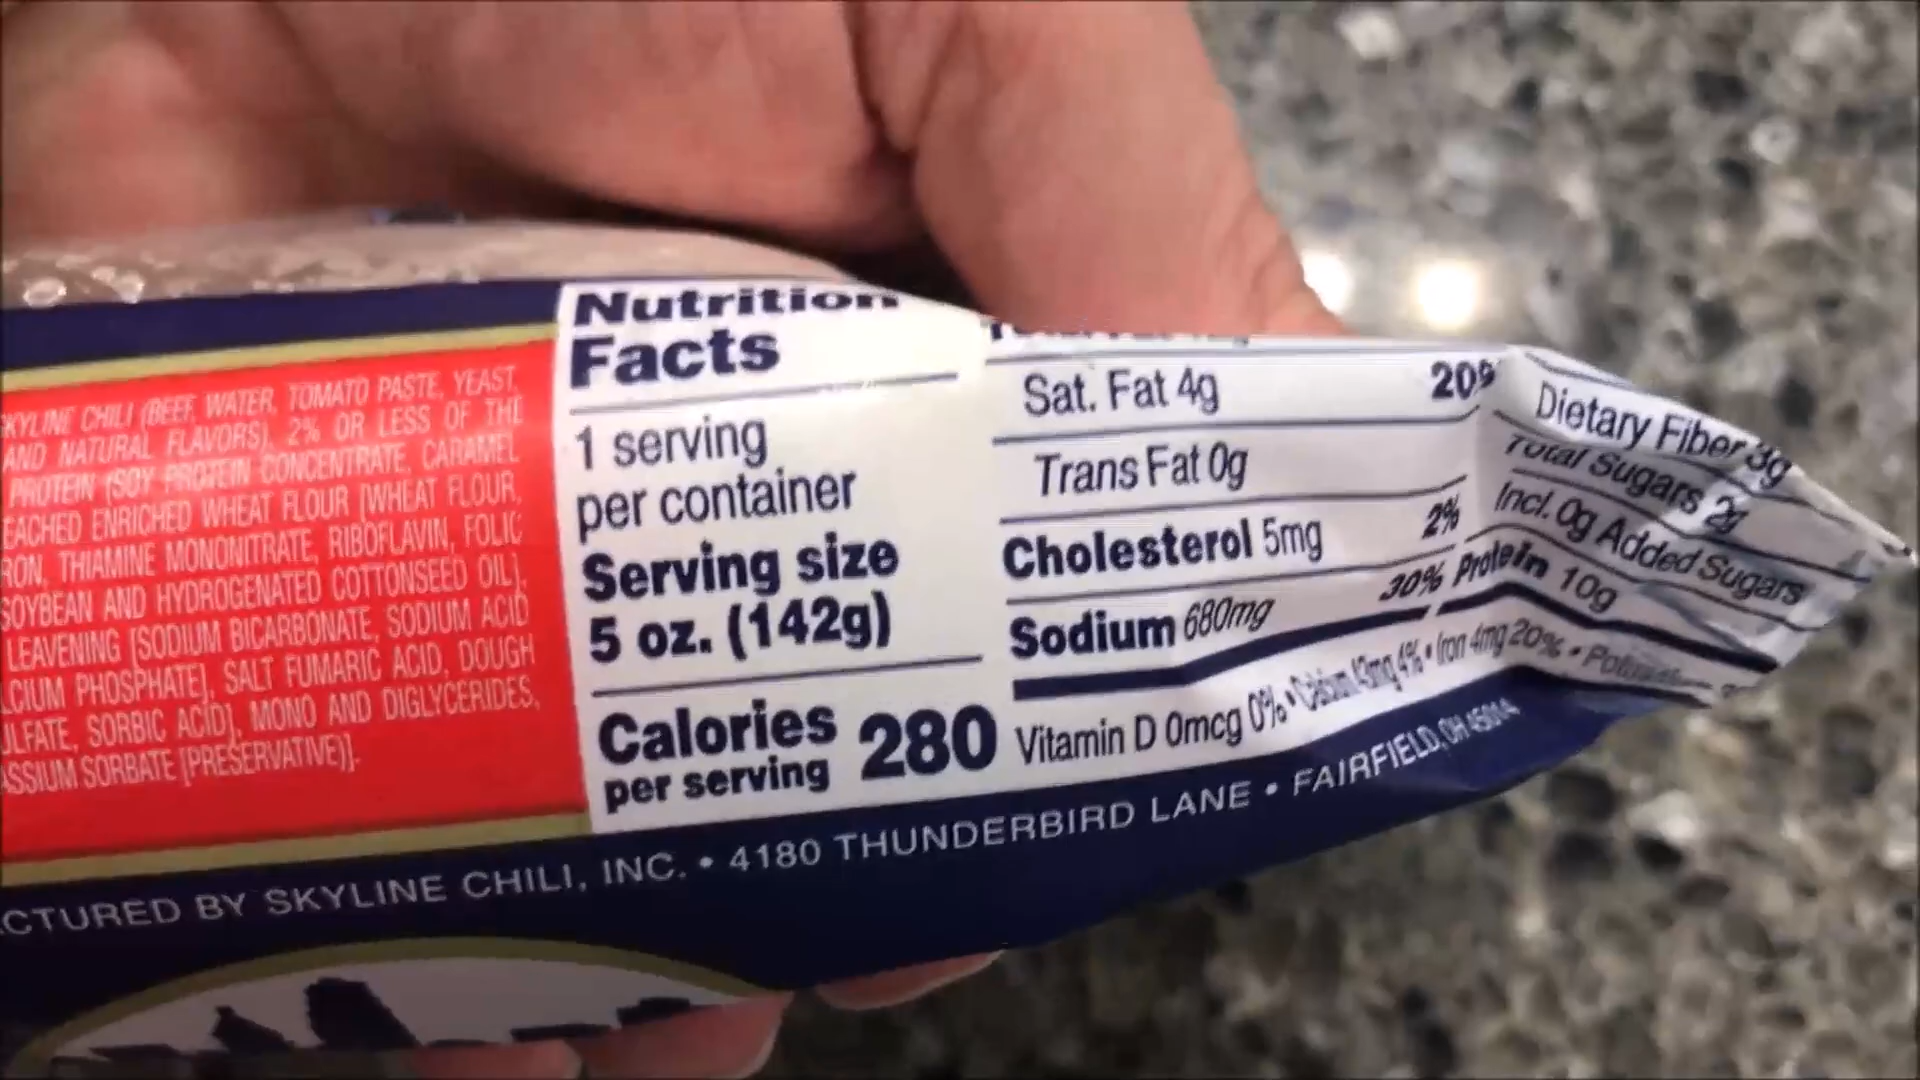 KYLINE CHILI (BEEF, WATER, TOMATO PASTE, YEAST,
AND NATURAL FLAVORS), 2% OR LESS OF THE
PROTEIN (SOY PROTEIN CONCENTRATE, CARAMEL
EACHED ENRICHED WHEAT FLOUR [WHEAT FLOUR,
RON, THIAMINE MONONITRATE, RIBOFLAVIN, FOLIC
SOYBEAN AND HYDROGENATED COTTONSEED OIL],
LEAVENING [SODIUM BICARBONATE, SODIUM ACID
LCIUM PHOSPHATE], SALT FUMARIC ACID, DOUGH
ULFATE, SORBIC ACID], MONO AND DIGLYCERIDES,
ASSIUM SORBATE [PRESERVATIVE)].
Nutrition
Facts
1 serving
per container
Serving size
5 oz. (142g)
Calories
per serving 280
Sat. Fat 4g 20%
Trans Fat 0g
Cholesterol 5mg 2%
Sodium 680mg 30%
Dietary Fiber 3g
Total Sugars 2g
Incl. 0g Added Sugars
Protein 10g
Vitamin D 0mcg 0% • Calcium 43mg 4% • Iron 4mg 20% •
CTURED BY SKYLINE CHILI, INC. • 4180 THUNDERBIRD LANE • FAIRFIELD, OH 45014